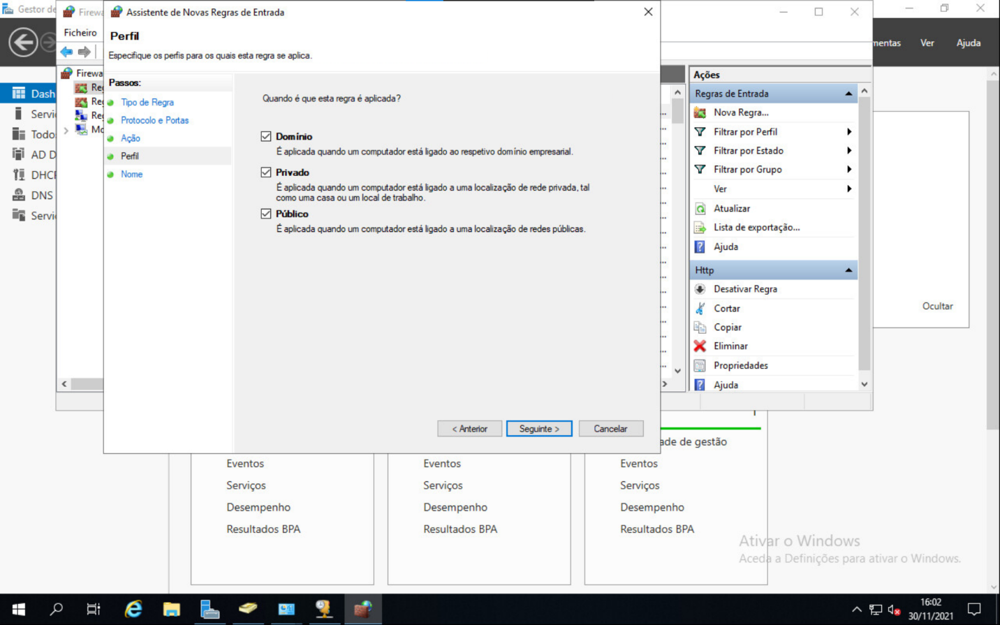 Gestor de
Firewa
Assistente de Novas Regras de Entrada
Ficheiro
Perfil
Especifique os perfis para os quais esta regra se aplica.
mentas
Ver
Ajuda
Firewa
Reg
Reg
Reg
Mo
Dash
Servi
Todo
AD D
DHCP
DNS
Servi
Passos:
Tipo de Regra
Protocolo e Portas
Ação
Perfil
Nome
Quando é que esta regra é aplicada?
Domínio
É aplicada quando um computador está ligado ao respetivo domínio empresarial.
Privado
É aplicada quando um computador está ligado a uma localização de rede privada, tal
como uma casa ou um local de trabalho.
Público
É aplicada quando um computador está ligado a uma localização de redes públicas.
< Anterior
Seguinte >
Cancelar
Ações
Regras de Entrada
Nova Regra...
Filtrar por Perfil
Filtrar por Estado
Filtrar por Grupo
Ver
Atualizar
Lista de exportação...
Ajuda
Http
Desativar Regra
Cortar
Copiar
Eliminar
Propriedades
Ajuda
Ocultar
ade de gestão
Eventos
Serviços
Desempenho
Resultados BPA
Eventos
Serviços
Desempenho
Resultados BPA
Eventos
Serviços
Desempenho
Resultados BPA
Ativar o Windows
Aceda a Definições para ativar o Windows.
16:02
30/11/2021